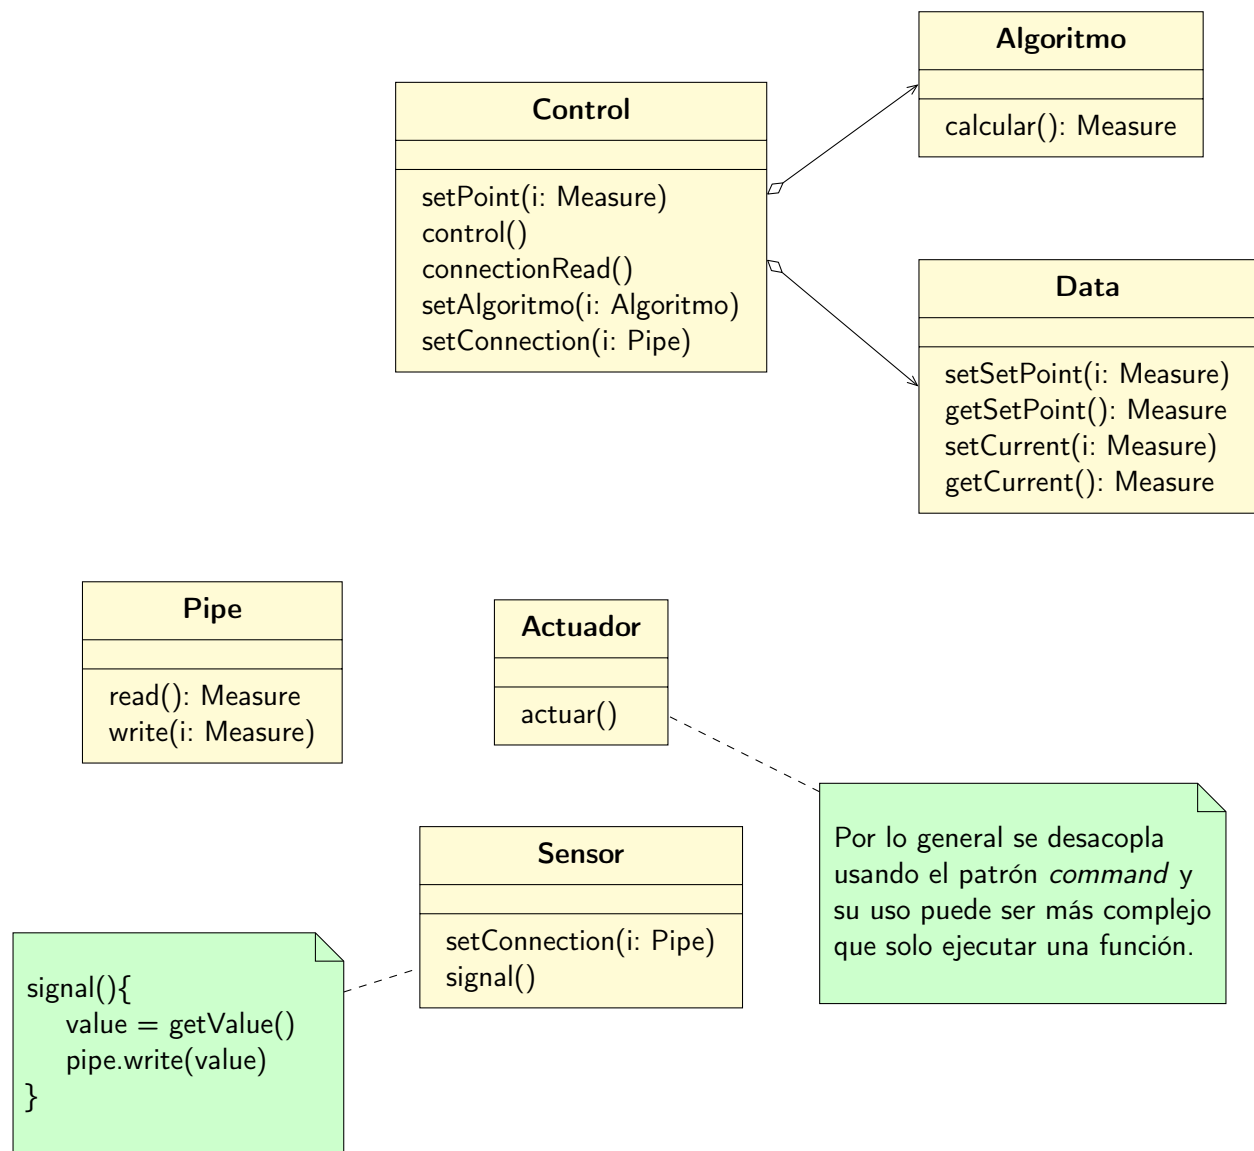 Algoritmo
calcular(): Measure
Control
setPoint(i: Measure)
control()
connectionRead()
setAlgoritmo(i: Algoritmo)
setConnection(i: Pipe)
Data
setSetPoint(i: Measure)
getSetPoint(): Measure
setCurrent(i: Measure)
getCurrent(): Measure
Pipe
read(): Measure
write(i: Measure)
Actuador
actuar()
Por lo general se desacopla
usando el patrón command y
su uso puede ser más complejo
que solo ejecutar una función.
Sensor
setConnection(i: Pipe)
signal()
signal(){
value = getValue()
pipe.write(value)
}